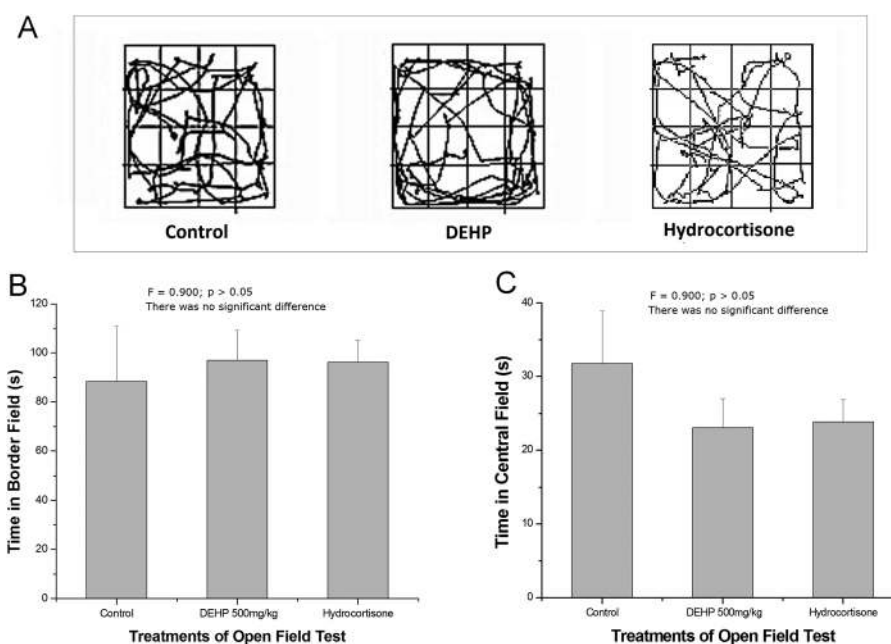 A
Control
DEHP
Hydrocortisone
B
F = 0.900; p > 0.05
There was no significant difference
120
100
80
60
40
20
0
Time in Border Field (s)
Control
DEHP 500mg/kg
Hydrocortisone
Treatments of Open Field Test
C
F = 0.900; p > 0.05
There was no significant difference
40
30
20
10
0
Time in Central Field (s)
Control
DEHP 500mg/kg
Hydrocortisone
Treatments of Open Field Test